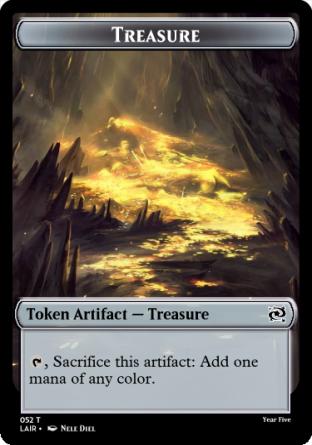 TREASURE
Token Artifact — Treasure
, Sacrifice this artifact: Add one
mana of any color.
052 T
Year Five
LAIR • NELE DIEL